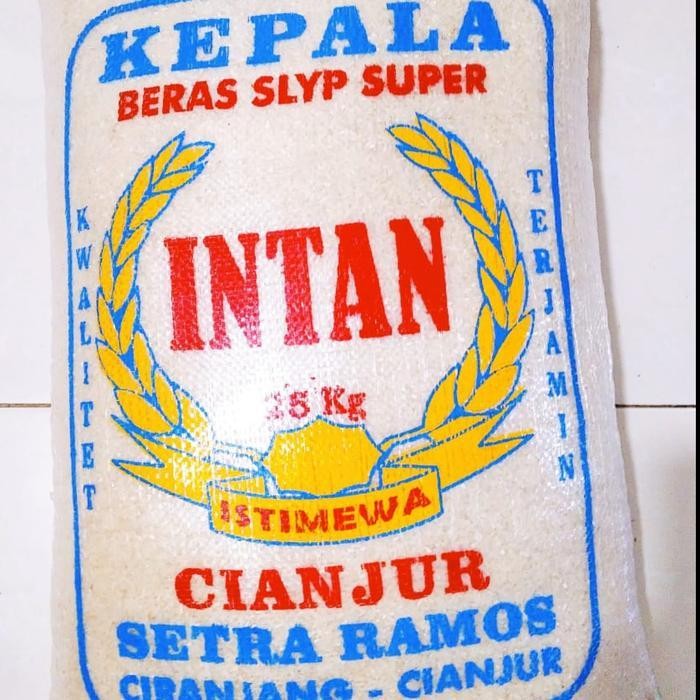 KEPALA
BERAS SLYP SUPER
KWALITET
TERJAMIN
INTAN
25 Kg
ISTIMEWA
CIANJUR
SETRA RAMOS
CIRANJANG - CIANJUR